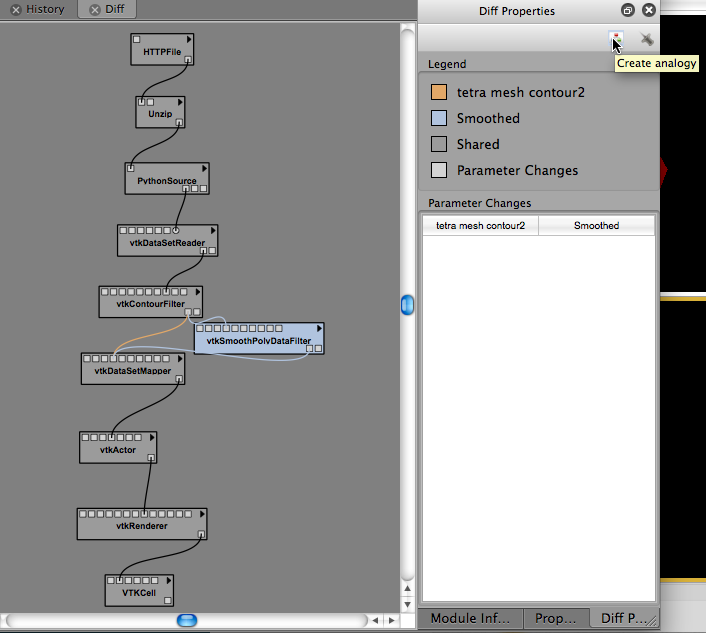 History
Diff
HTTPFile
Unzip
PythonSource
vtkDataSetReader
vtkContourFilter
vtkSmoothPolyDataFilter
vtkDataSetMapper
vtkActor
vtkRenderer
VTKCell
Diff Properties
Create analogy
Legend
tetra mesh contour2
Smoothed
Shared
Parameter Changes
Parameter Changes
tetra mesh contour2 Smoothed
Module Inf... Prop... Diff P...